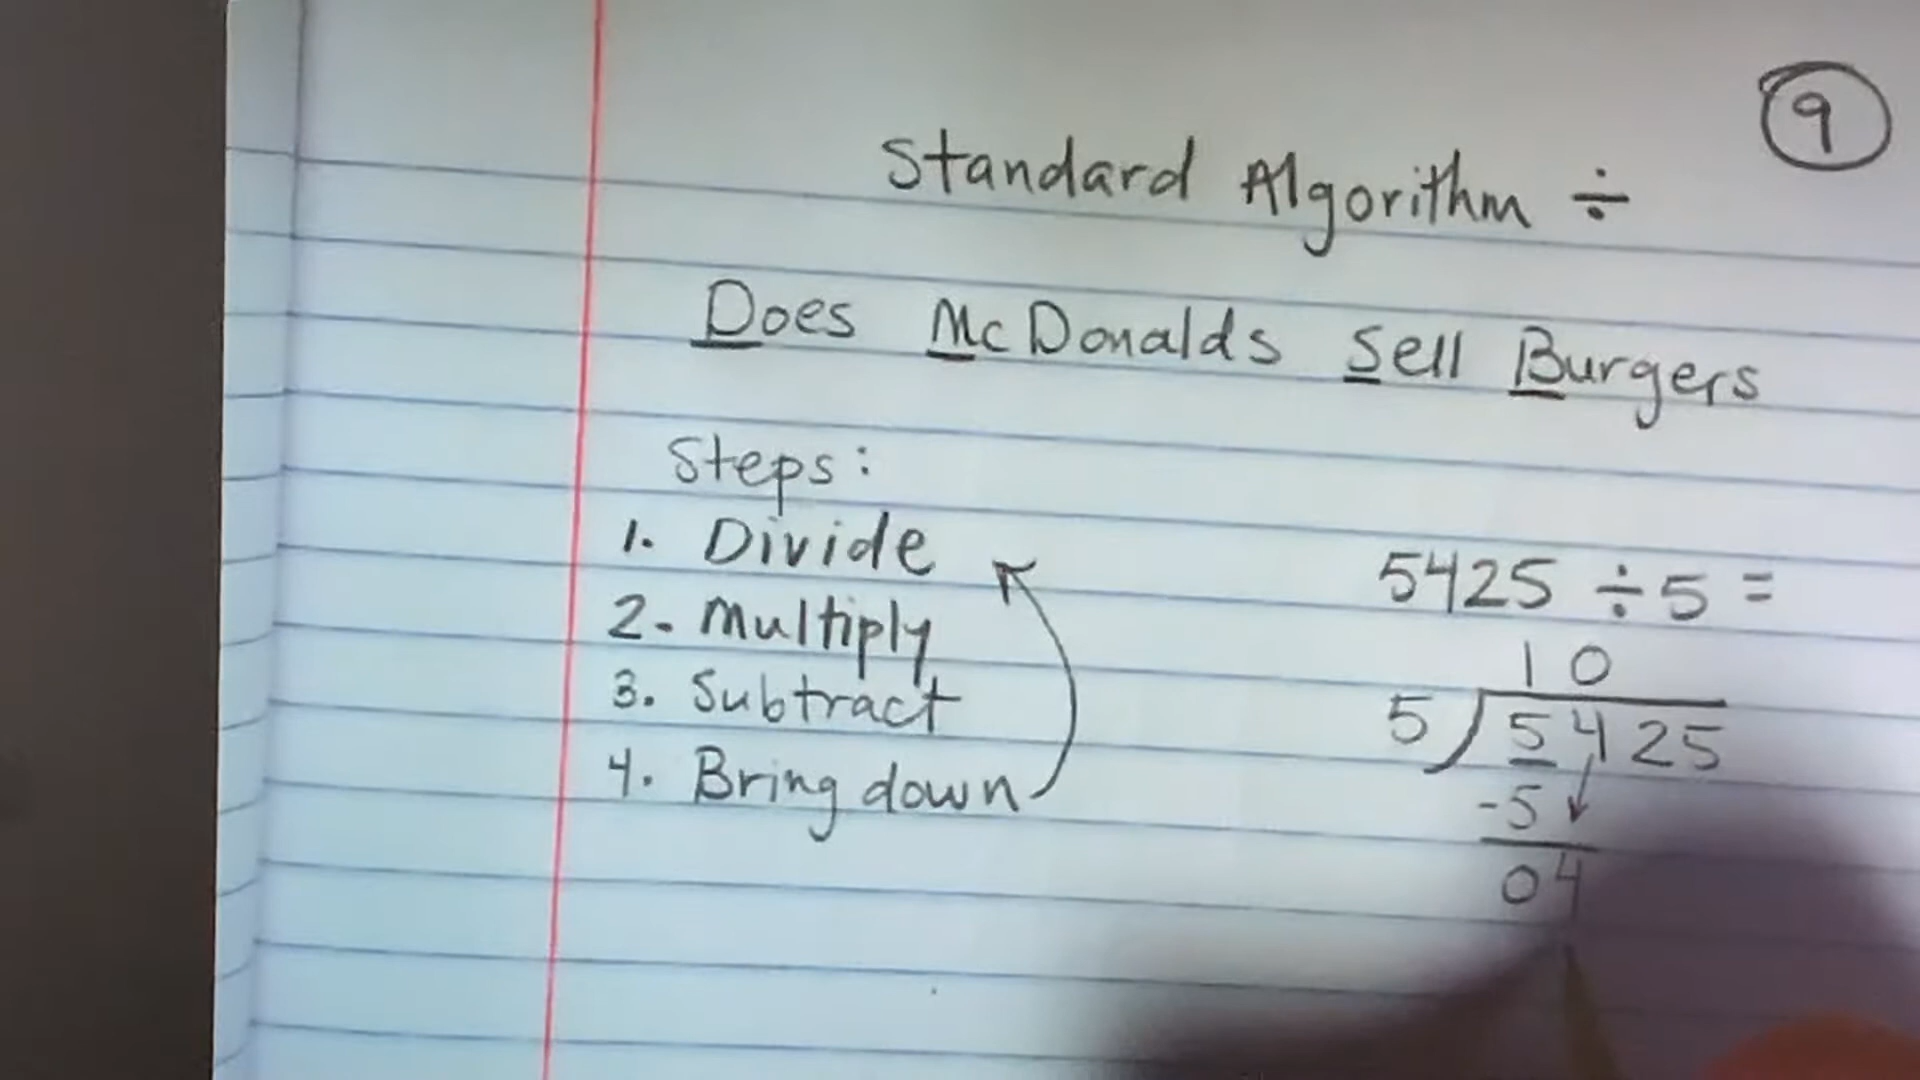 9
Standard Algorithm ÷
Does McDonalds Sell Burgers
Steps:
1. Divide
2. Multiply
3. Subtract
4. Bring down
5425 ÷ 5 =
10
5)5425
-5
04